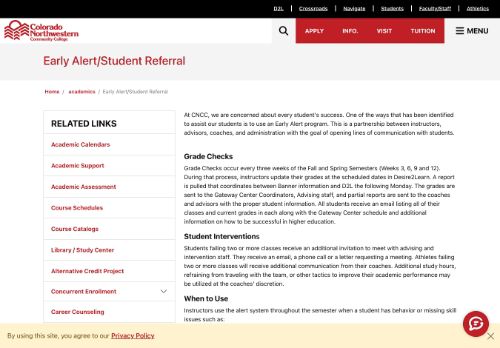 D2L | Crossroads | Navigate | Students | Faculty/Staff | Athletics
Colorado
Northwestern
Community College
APPLY INFO. VISIT TUITION MENU
Early Alert/Student Referral
Home / academics / Early Alert/Student Referral
RELATED LINKS
Academic Calendars
Academic Support
Academic Assessment
Course Schedules
Course Catalogs
Library / Study Center
Alternative Credit Project
Concurrent Enrollment
Career Counseling
At CNCC, we are concerned about every student's success. One of the ways that has been identified
to assist our students is to use an Early Alert program. This is a partnership between instructors,
advisors, coaches, and administration with the goal of opening lines of communication with students.
Grade Checks
Grade Checks occur every three weeks of the Fall and Spring Semesters (Weeks 3, 6, 9 and 12).
During that process, instructors update their grades at the scheduled dates in Desire2Learn. A report
is pulled that coordinates between Banner information and D2L the following Monday. The grades are
sent to the Gateway Center Coordinators, Advising staff, and partial reports are sent to the coaches
and advisors with the proper student information. All students receive an email listing all of their
classes and current grades in each along with the Gateway Center schedule and additional
information on how to be successful in higher education.
Student Interventions
Students failing two or more classes receive an additional invitation to meet with advising and
intervention staff. They receive an email, a phone call or a letter requesting a meeting. Athletes failing
two or more classes will receive additional communication from their coaches. Additional study hours,
refraining from traveling with the team, or other tactics to improve their academic performance may
be utilized at the coaches' discretion.
When to Use
Instructors use the alert system throughout the semester when a student has behavior or missing skill
issues such as:
By using this site, you agree to our Privacy Policy